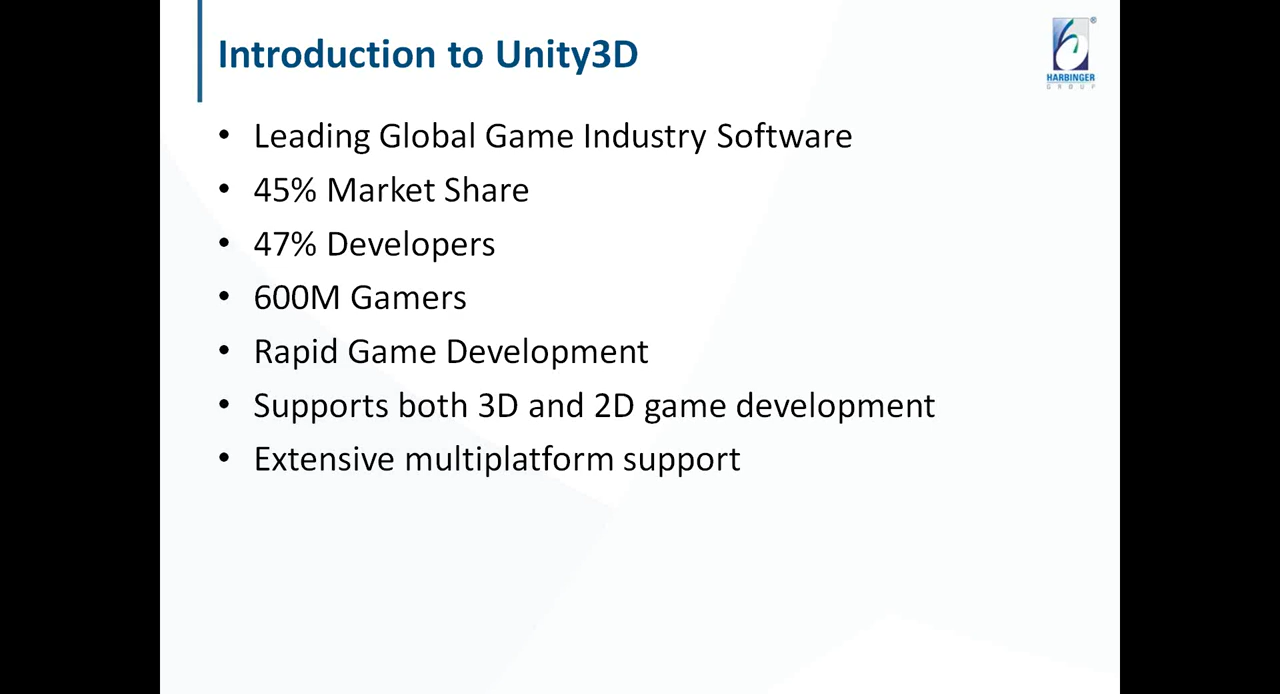 Introduction to Unity3D
®
HARBINGER
GROUP
• Leading Global Game Industry Software
• 45% Market Share
• 47% Developers
• 600M Gamers
• Rapid Game Development
• Supports both 3D and 2D game development
• Extensive multiplatform support